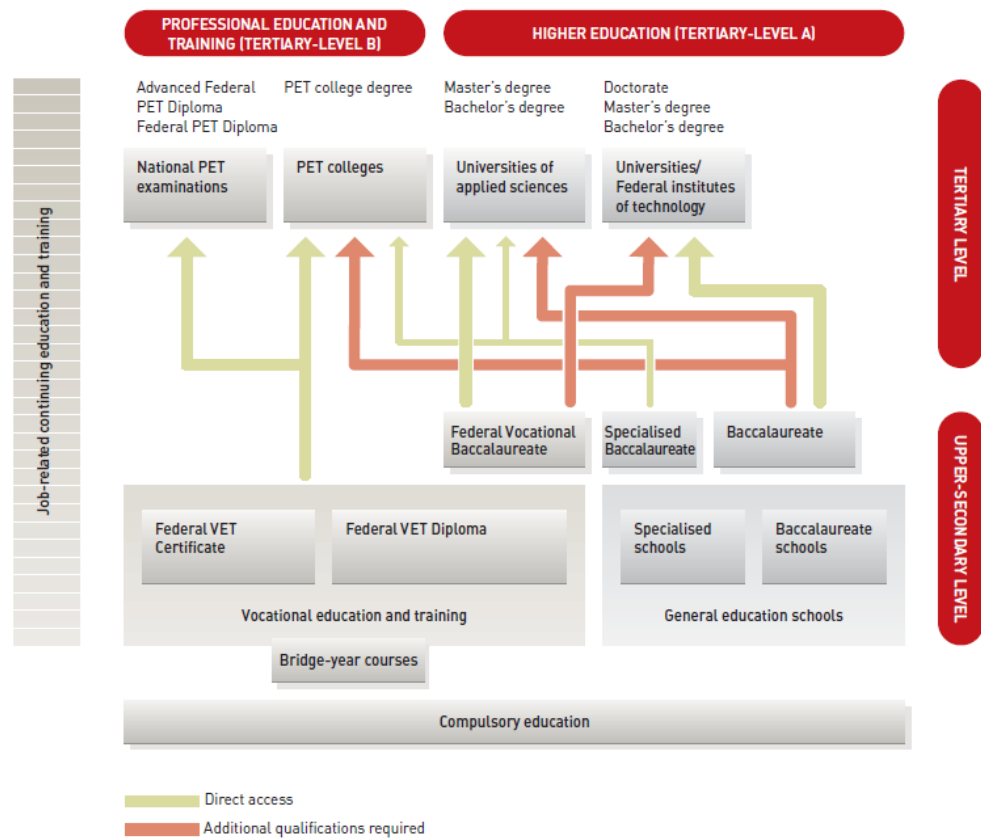 PROFESSIONAL EDUCATION AND
TRAINING (TERTIARY-LEVEL B)
HIGHER EDUCATION (TERTIARY-LEVEL A)
Advanced Federal
PET Diploma
Federal PET Diploma
PET college degree
Master's degree
Bachelor's degree
Doctorate
Master's degree
Bachelor's degree
National PET
examinations
PET colleges
Universities of
applied sciences
Universities/
Federal institutes
of technology
TERTIARY LEVEL
Job-related continuing education and training
Federal Vocational
Baccalaureate
Specialised
Baccalaureate
Baccalaureate
UPPER-SECONDARY LEVEL
Federal VET
Certificate
Federal VET Diploma
Specialised
schools
Baccalaureate
schools
Vocational education and training
General education schools
Bridge-year courses
Compulsory education
Direct access
Additional qualifications required